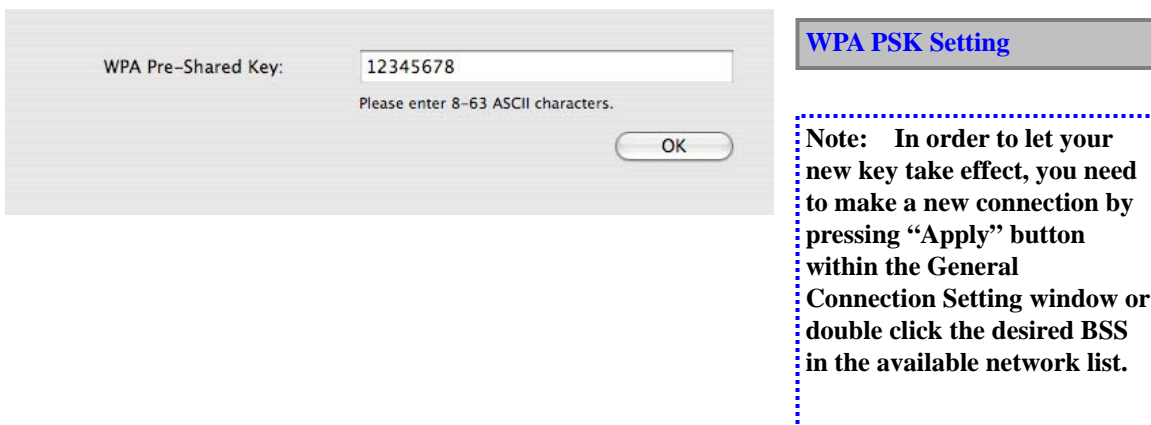 WPA Pre-Shared Key: 12345678
Please enter 8-63 ASCII characters.
OK
WPA PSK Setting
Note: In order to let your
new key take effect, you need
to make a new connection by
pressing “Apply” button
within the General
Connection Setting window or
double click the desired BSS
in the available network list.